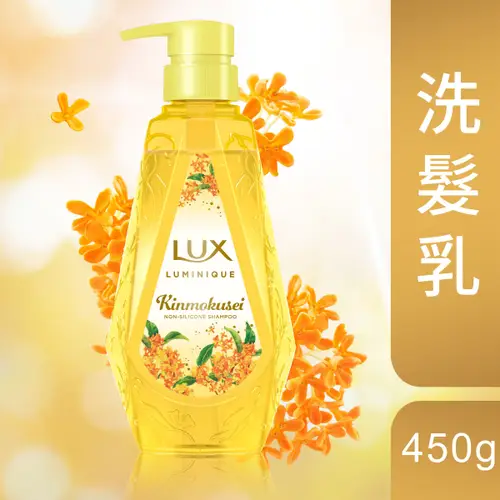 LUX
LUMINIQUE
Kinmokusei
NON-SILICONE SHAMPOO
洗髮乳
450g